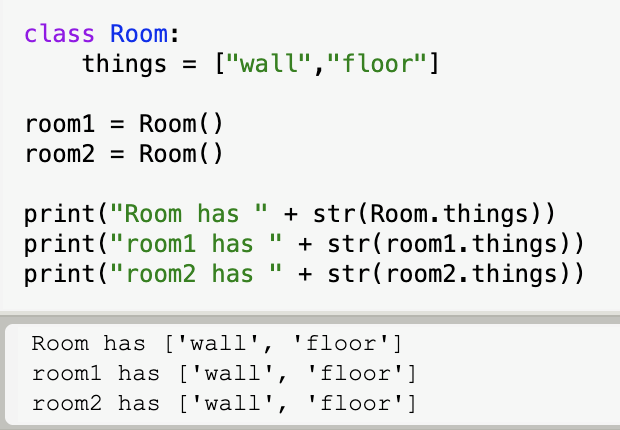 class Room:
    things = ["wall","floor"]
room1 = Room()
room2 = Room()
print("Room has " + str(Room.things))
print("room1 has " + str(room1.things))
print("room2 has " + str(room2.things))
Room has ['wall', 'floor']
room1 has ['wall', 'floor']
room2 has ['wall', 'floor']